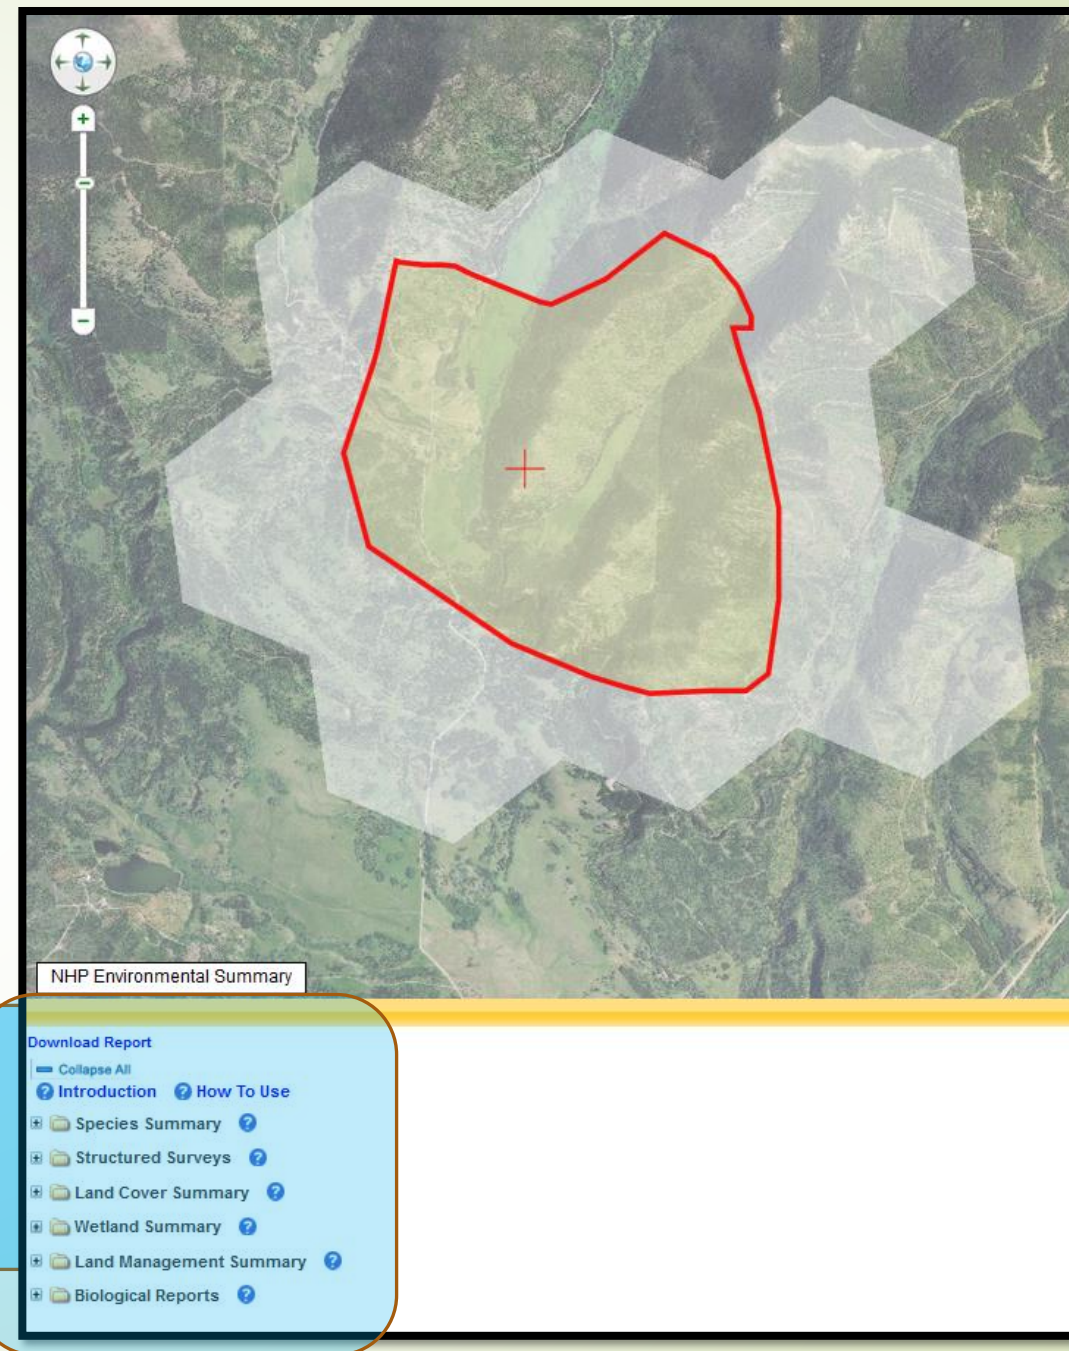 NHP Environmental Summary
Download Report
Collapse All
Introduction How To Use
Species Summary
Structured Surveys
Land Cover Summary
Wetland Summary
Land Management Summary
Biological Reports